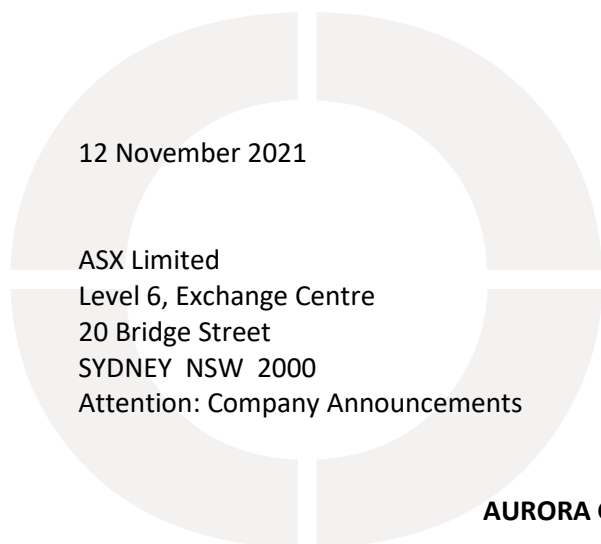 12 November 2021
ASX Limited
Level 6, Exchange Centre
20 Bridge Street
SYDNEY NSW 2000
Attention: Company Announcements
AURORA